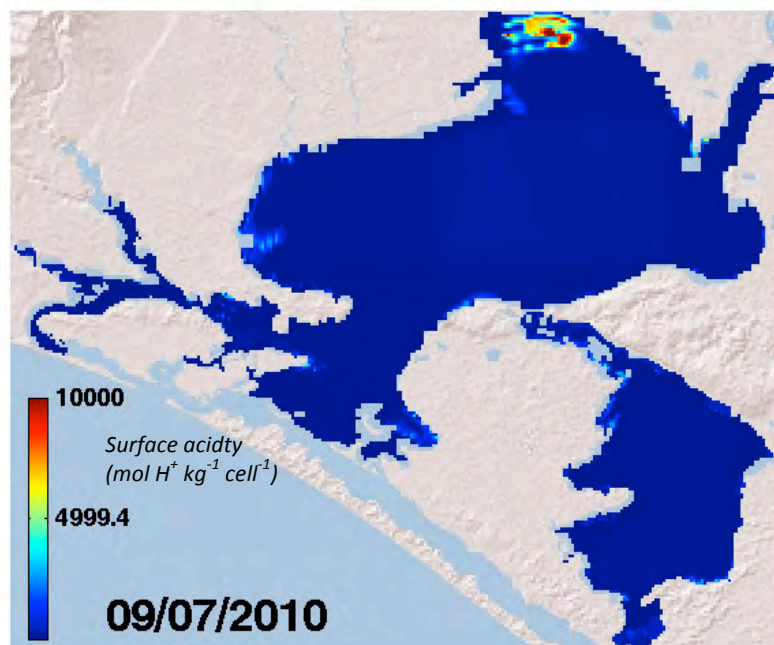 10000
Surface acidty
(mol H⁺ kg⁻¹ cell⁻¹)
4999.4
09/07/2010